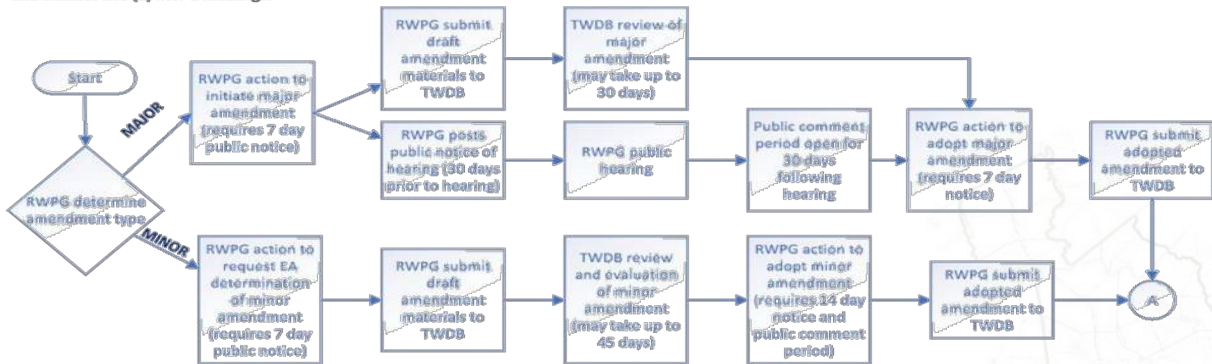 Start
RWPG determine
amendment type
MAJOR
MINOR
RWPG action to
initiate major
amendment
(requires 7 day
public notice)
RWPG submit
draft
amendment
materials to
TWDB
TWDB review of
major
amendment
(may take up to
30 days)
RWPG posts
public notice of
hearing (30 days
prior to hearing)
RWPG public
hearing
Public comment
period open for
30 days
following
hearing
RWPG action to
adopt major
amendment
(requires 7 day
notice)
RWPG submit
adopted
amendment to
TWDB
RWPG action to
request EA
determination
of minor
amendment
(requires 7 day
public notice)
RWPG submit
draft
amendment
materials to
TWDB
TWDB review
and evaluation
of minor
amendment
(may take up to
45 days)
RWPG action to
adopt minor
amendment
(requires 14 day
notice and
public comment
period)
RWPG submit
adopted
amendment to
TWDB
A